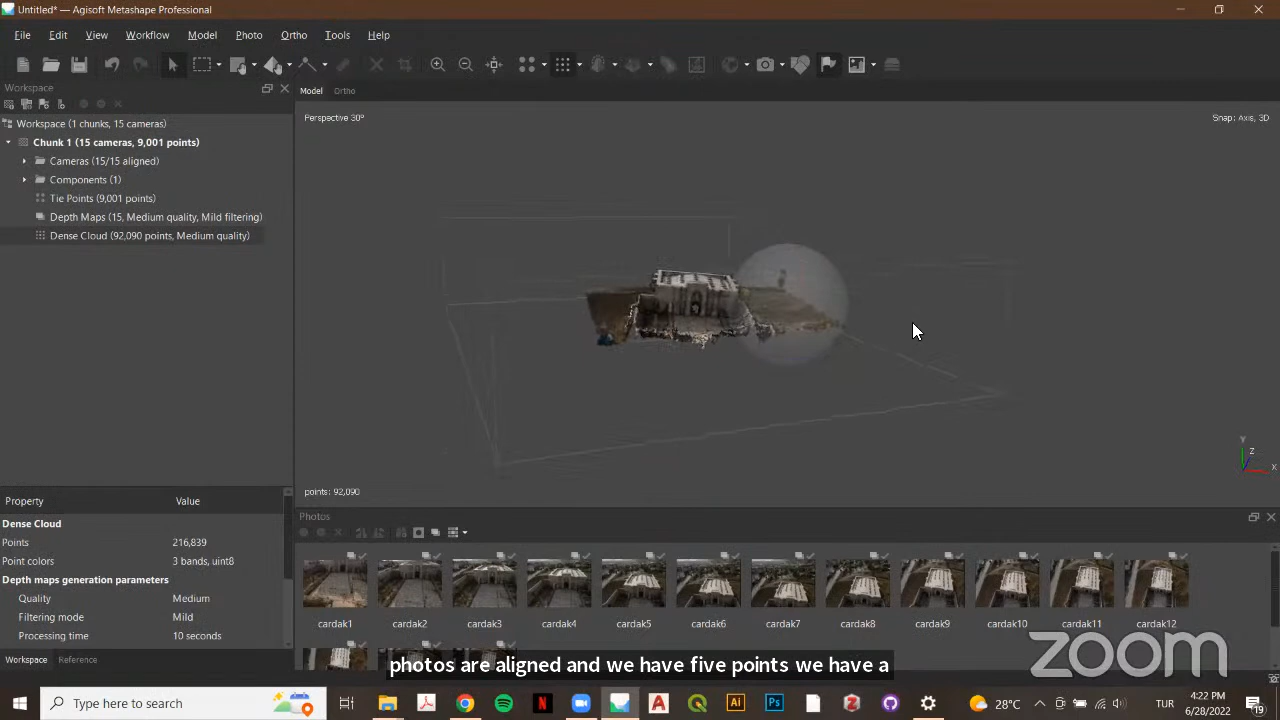 Untitled* — Agisoft Metashape Professional
File Edit View Workflow Model Photo Ortho Tools Help
Workspace
Model Ortho
Perspective 30°
Snap: Axis, 3D
Workspace (1 chunks, 15 cameras)
Chunk 1 (15 cameras, 9,001 points)
Cameras (15/15 aligned)
Components (1)
Tie Points (9,001 points)
Depth Maps (15, Medium quality, Mild filtering)
Dense Cloud (92,090 points, Medium quality)
Y
Z
X
points: 92,090
Property Value
Dense Cloud
Points 216,839
Point colors 3 bands, uint8
Depth maps generation parameters
Quality Medium
Filtering mode Mild
Processing time 10 seconds
Workspace Reference
Photos
cardak1 cardak2 cardak3 cardak4 cardak5 cardak6 cardak7 cardak8 cardak9 cardak10 cardak11 cardak12
photos are aligned and we have five points we have a
zoom
Type here to search
28°C
TUR
4:22 PM
6/28/2022
19